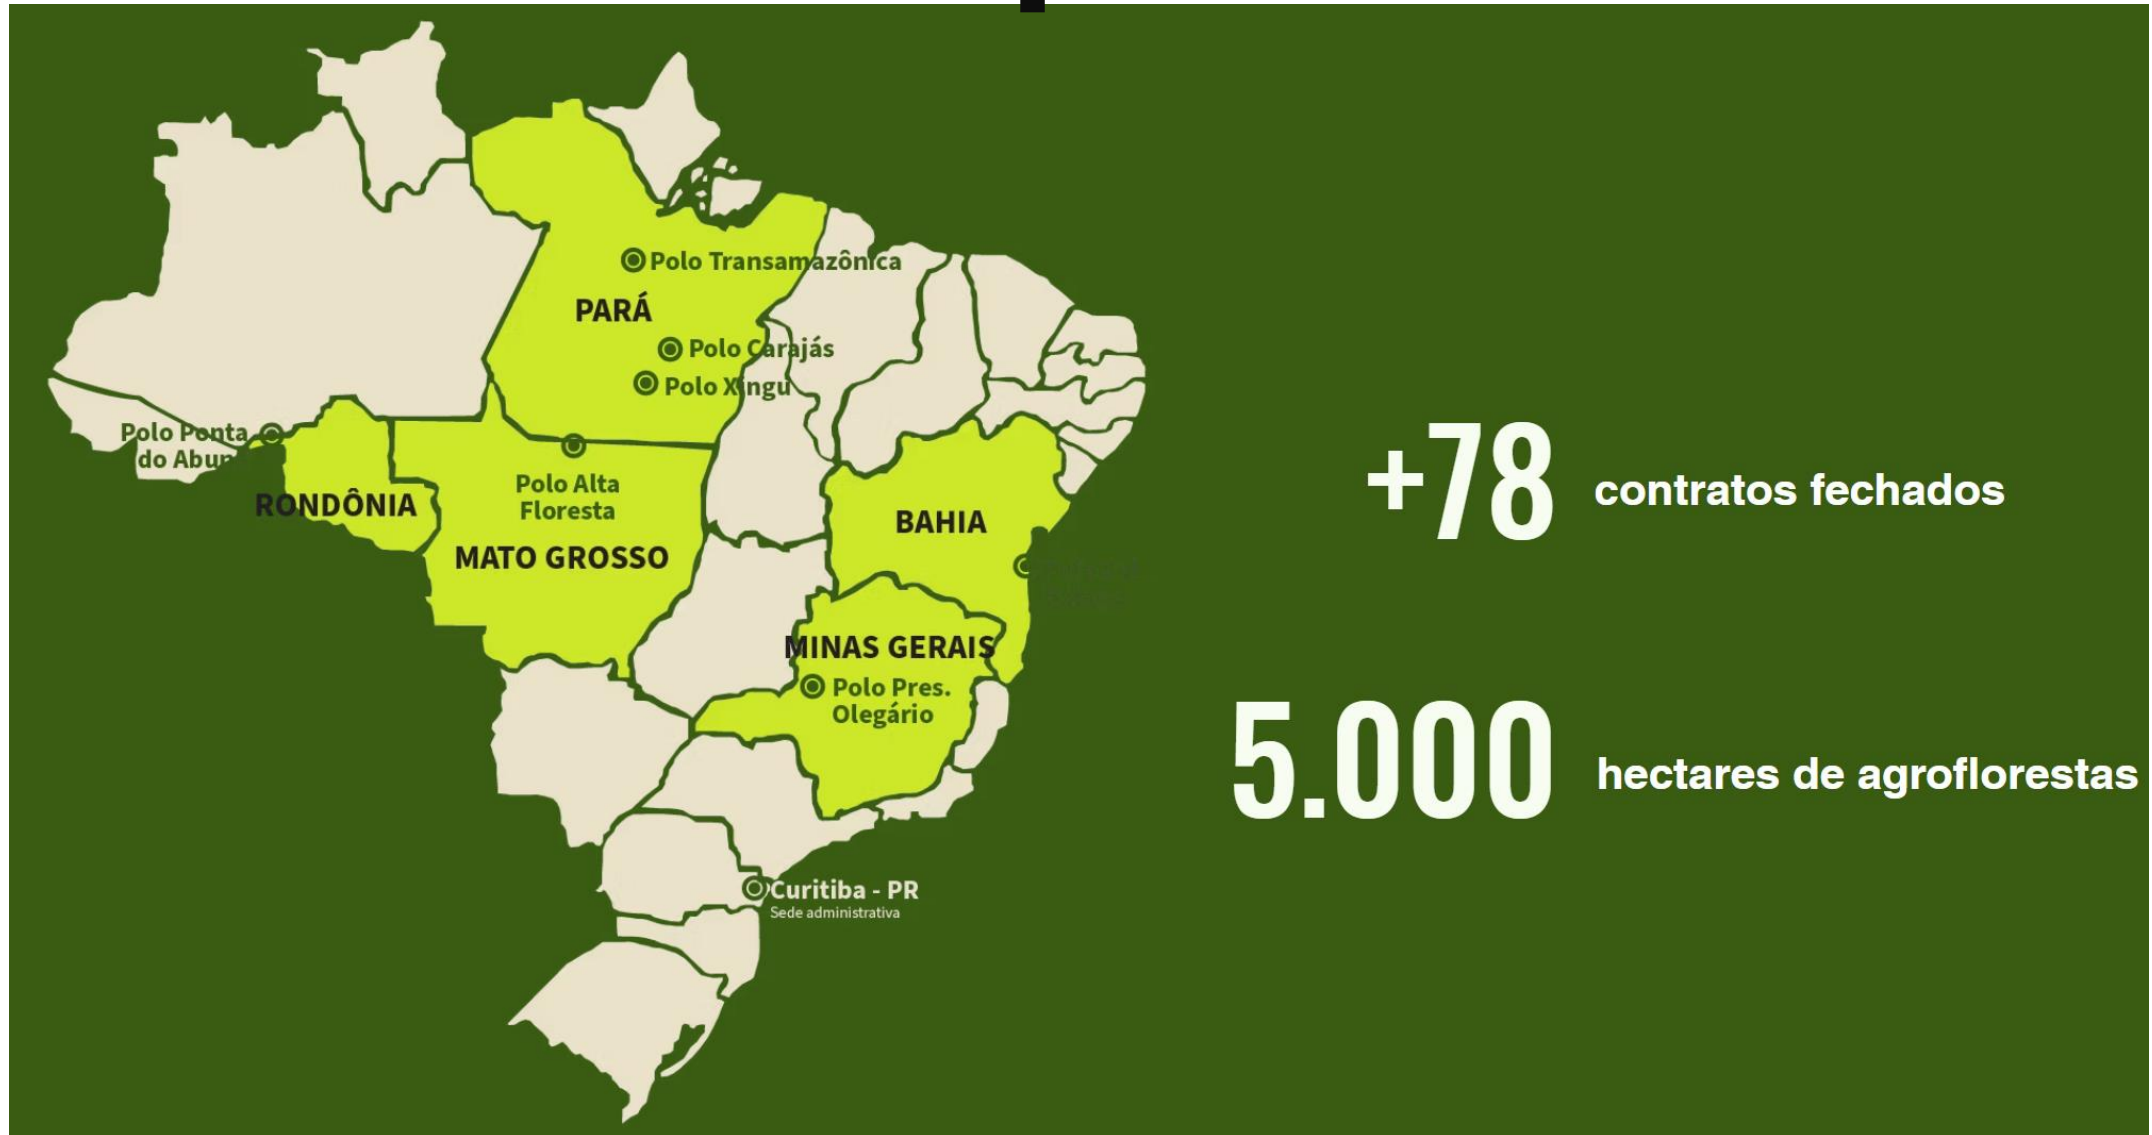 Polo Transamazônica
PARÁ
Polo Carajás
Polo Xingu
Polo Ponta
do Abun
RONDÔNIA
Polo Alta
Floresta
MATO GROSSO
BAHIA
MINAS GERAIS
Polo Pres.
Olegário
Curitiba - PR
Sede administrativa
+78 contratos fechados
5.000 hectares de agroflorestas